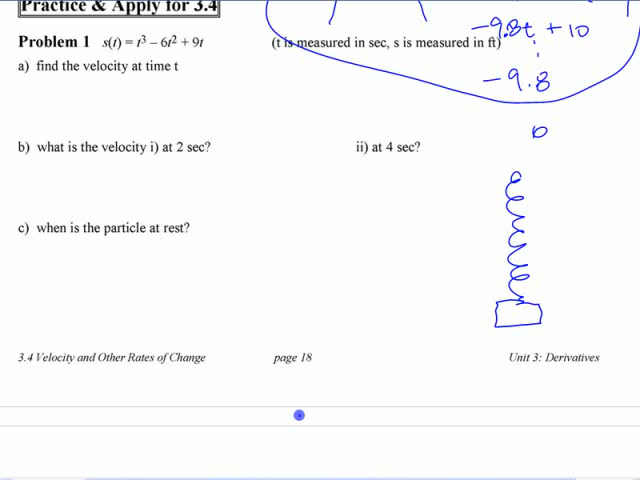 Practice & Apply for 3.4
-9.8t + 10
Problem 1 s(t) = t³ – 6t² + 9t (t is measured in sec, s is measured in ft)
a) find the velocity at time t
-9.8
b) what is the velocity i) at 2 sec? ii) at 4 sec?
c) when is the particle at rest?
3.4 Velocity and Other Rates of Change page 18 Unit 3: Derivatives